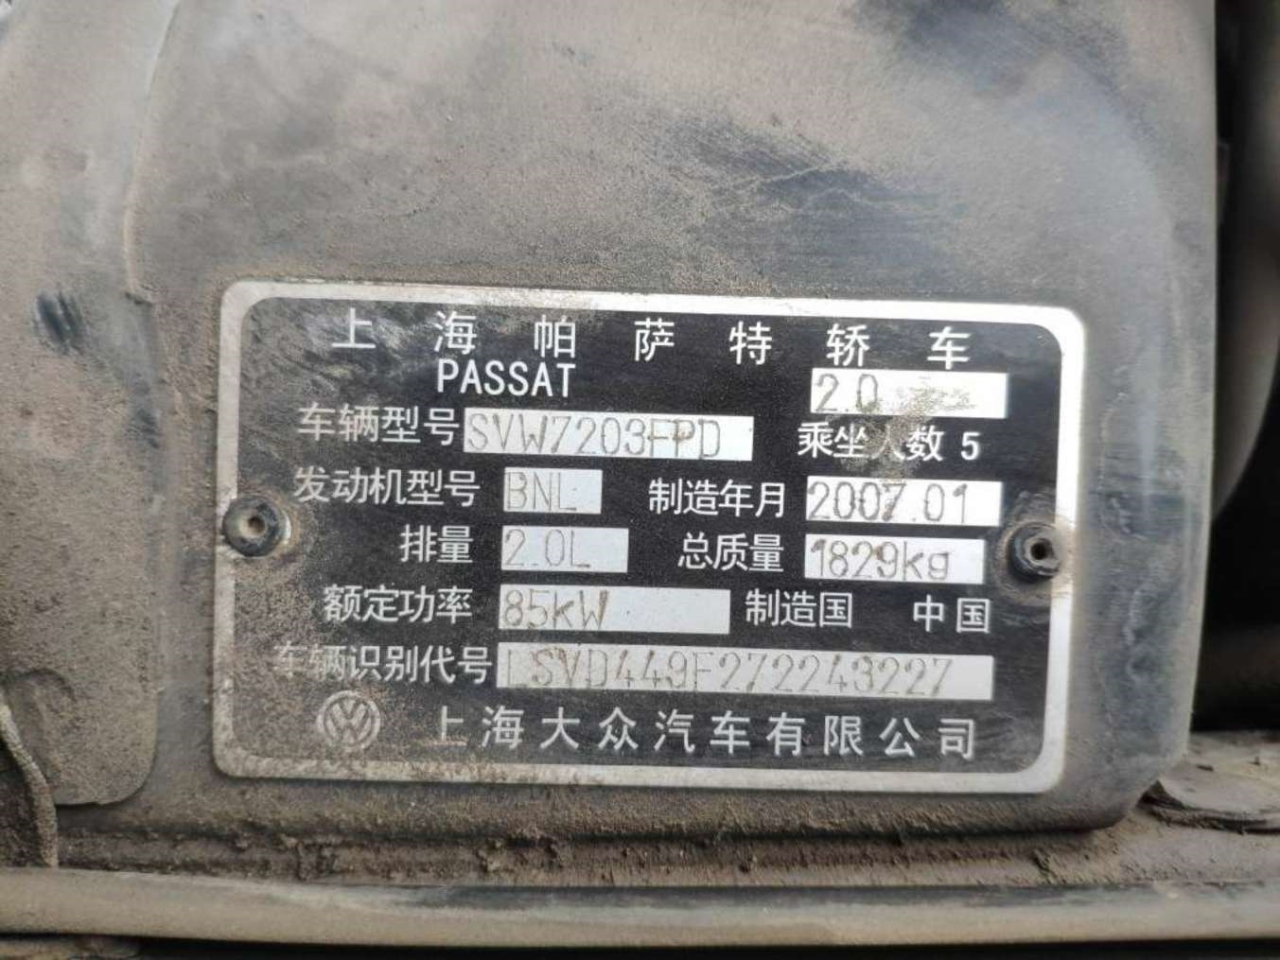 上海帕萨特轿车
PASSAT 2.0
车辆型号 SVW7203FPD 乘坐人数 5
发动机型号 BNL 制造年月 2007.01
排量 2.0L 总质量 1829kg
额定功率 85kW 制造国 中国
车辆识别代号 LSVD449F272243227
上海大众汽车有限公司